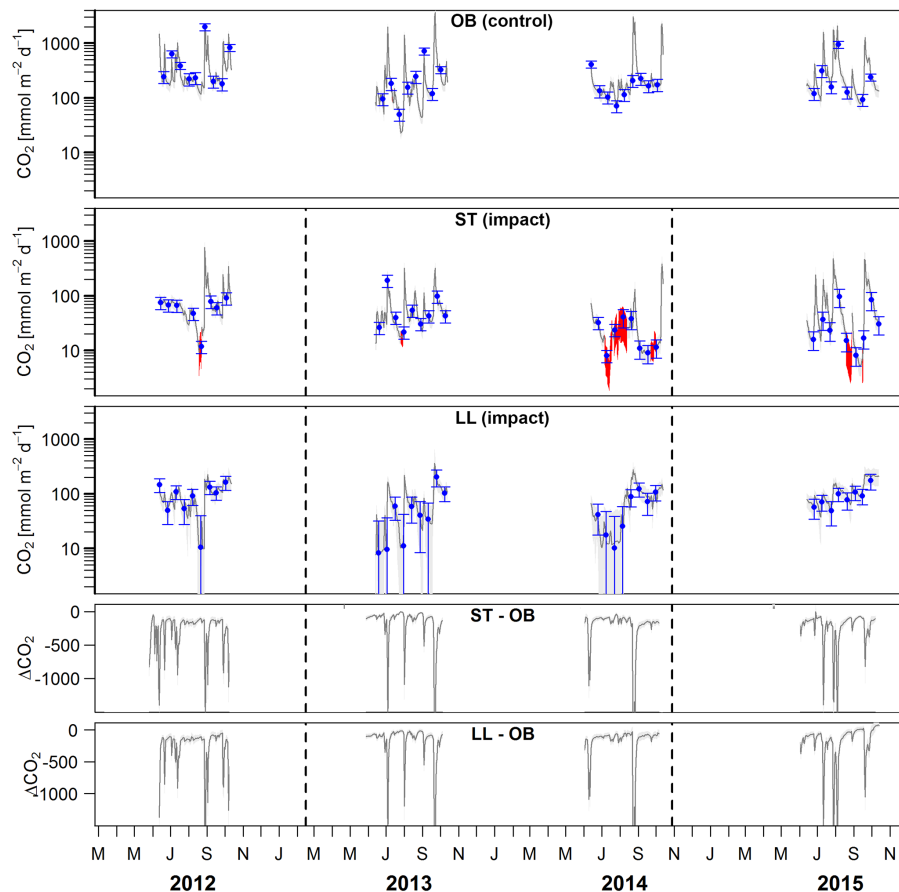 OB (control)
CO₂ [mmol m⁻² d⁻¹]
1000
100
10
ST (impact)
CO₂ [mmol m⁻² d⁻¹]
1000
100
10
LL (impact)
CO₂ [mmol m⁻² d⁻¹]
1000
100
10
ST - OB
ΔCO₂
0
-500
-1000
LL - OB
ΔCO₂
0
-500
-1000
M J S N J M M J S N M M J S N J M M J S N
2012 2013 2014 2015